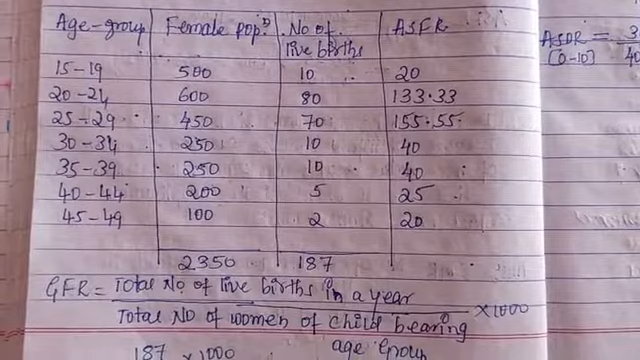 Age-group Female popn No of live births ASFR
15-19 500 10 20
20-24 600 80 133.33
25-29 450 70 155.55
30-34 250 10 40
35-39 250 10 40
40-44 200 5 25
45-49 100 2 20
2350 187
GFR = Total No of live births in a year
Total No of women of child bearing age group × 1000
187 × 1000
ASDR =
(0-10)